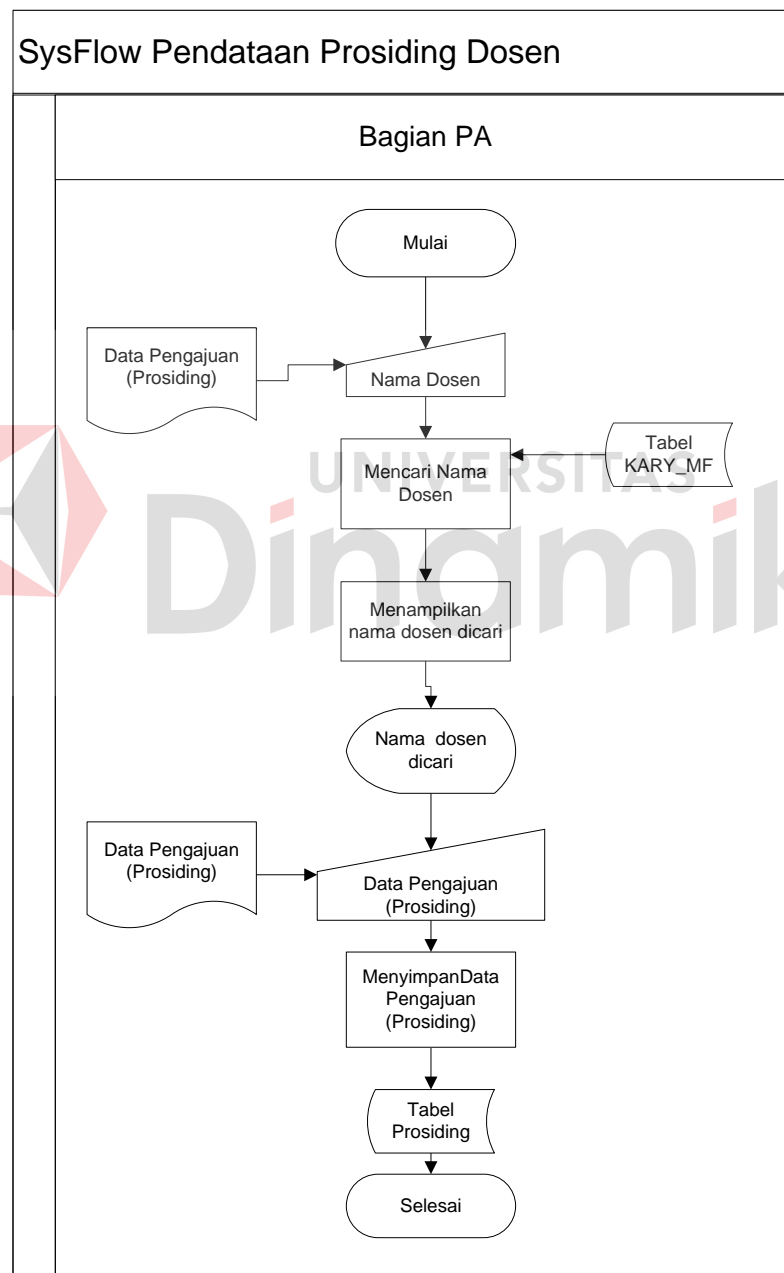 SysFlow Pendataan Prosiding Dosen
Bagian PA
Mulai
Data Pengajuan
(Prosiding)
Nama Dosen
Mencari Nama
Dosen
Tabel
KARY_MF
UNIVERSITAS
Dinamik
Menampilkan
nama dosen dicari
Nama dosen
dicari
Data Pengajuan
(Prosiding)
Data Pengajuan
(Prosiding)
MenyimpanData
Pengajuan
(Prosiding)
Tabel
Prosiding
Selesai